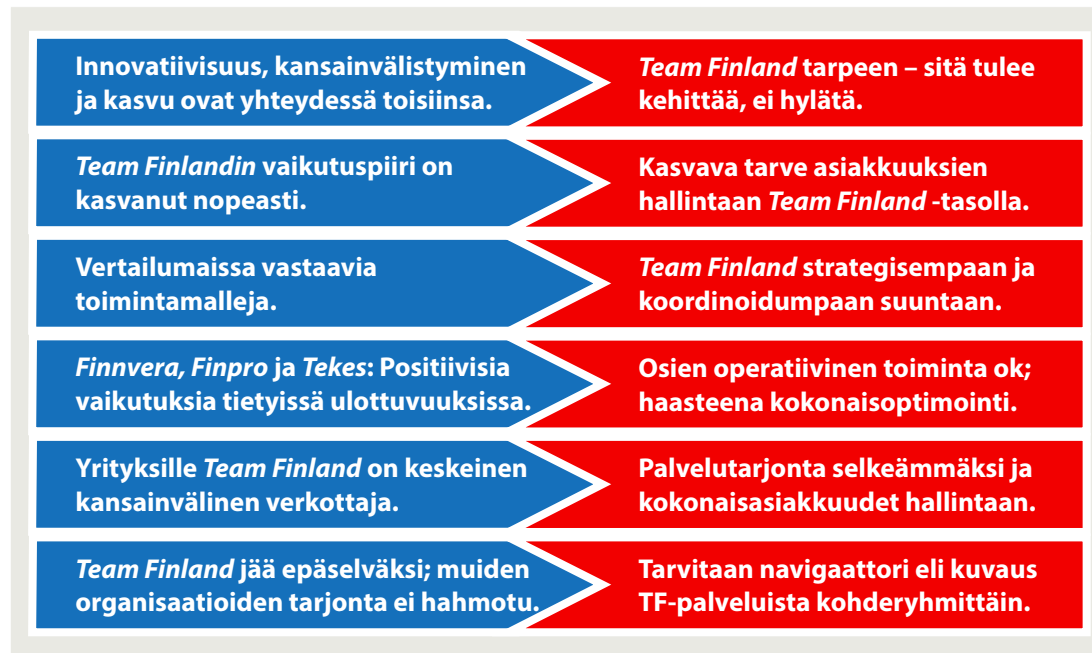 Innovatiivisuus, kansainvälistyminen
ja kasvu ovat yhteydessä toisiinsa.
Team Finland tarpeen – sitä tulee
kehittää, ei hylätä.
Team Finlandin vaikutuspiiri on
kasvanut nopeasti.
Kasvava tarve asiakkuuksien
hallintaan Team Finland -tasolla.
Vertailumaissa vastaavia
toimintamalleja.
Team Finland strategisempaan ja
koordinoidumpaan suuntaan.
Finnvera, Finpro ja Tekes: Positiivisia
vaikutuksia tietyissä ulottuvuuksissa.
Osien operatiivinen toiminta ok;
haasteena kokonaisoptimointi.
Yrityksille Team Finland on keskeinen
kansainvälinen verkottaja.
Palvelutarjonta selkeämmäksi ja
kokonaisasiakkuudet hallintaan.
Team Finland jää epäselväksi; muiden
organisaatioiden tarjonta ei hahmotu.
Tarvitaan navigaattori eli kuvaus
TF-palveluista kohderyhmittäin.